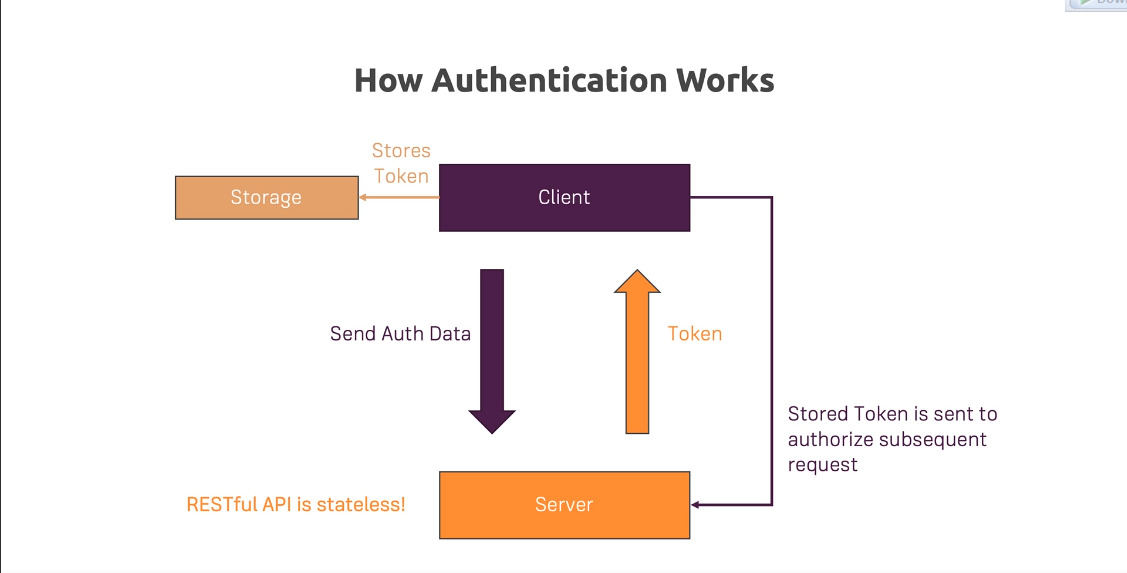 How Authentication Works
Stores
Token
Storage
Client
Send Auth Data
Token
Stored Token is sent to
authorize subsequent
request
RESTful API is stateless!
Server